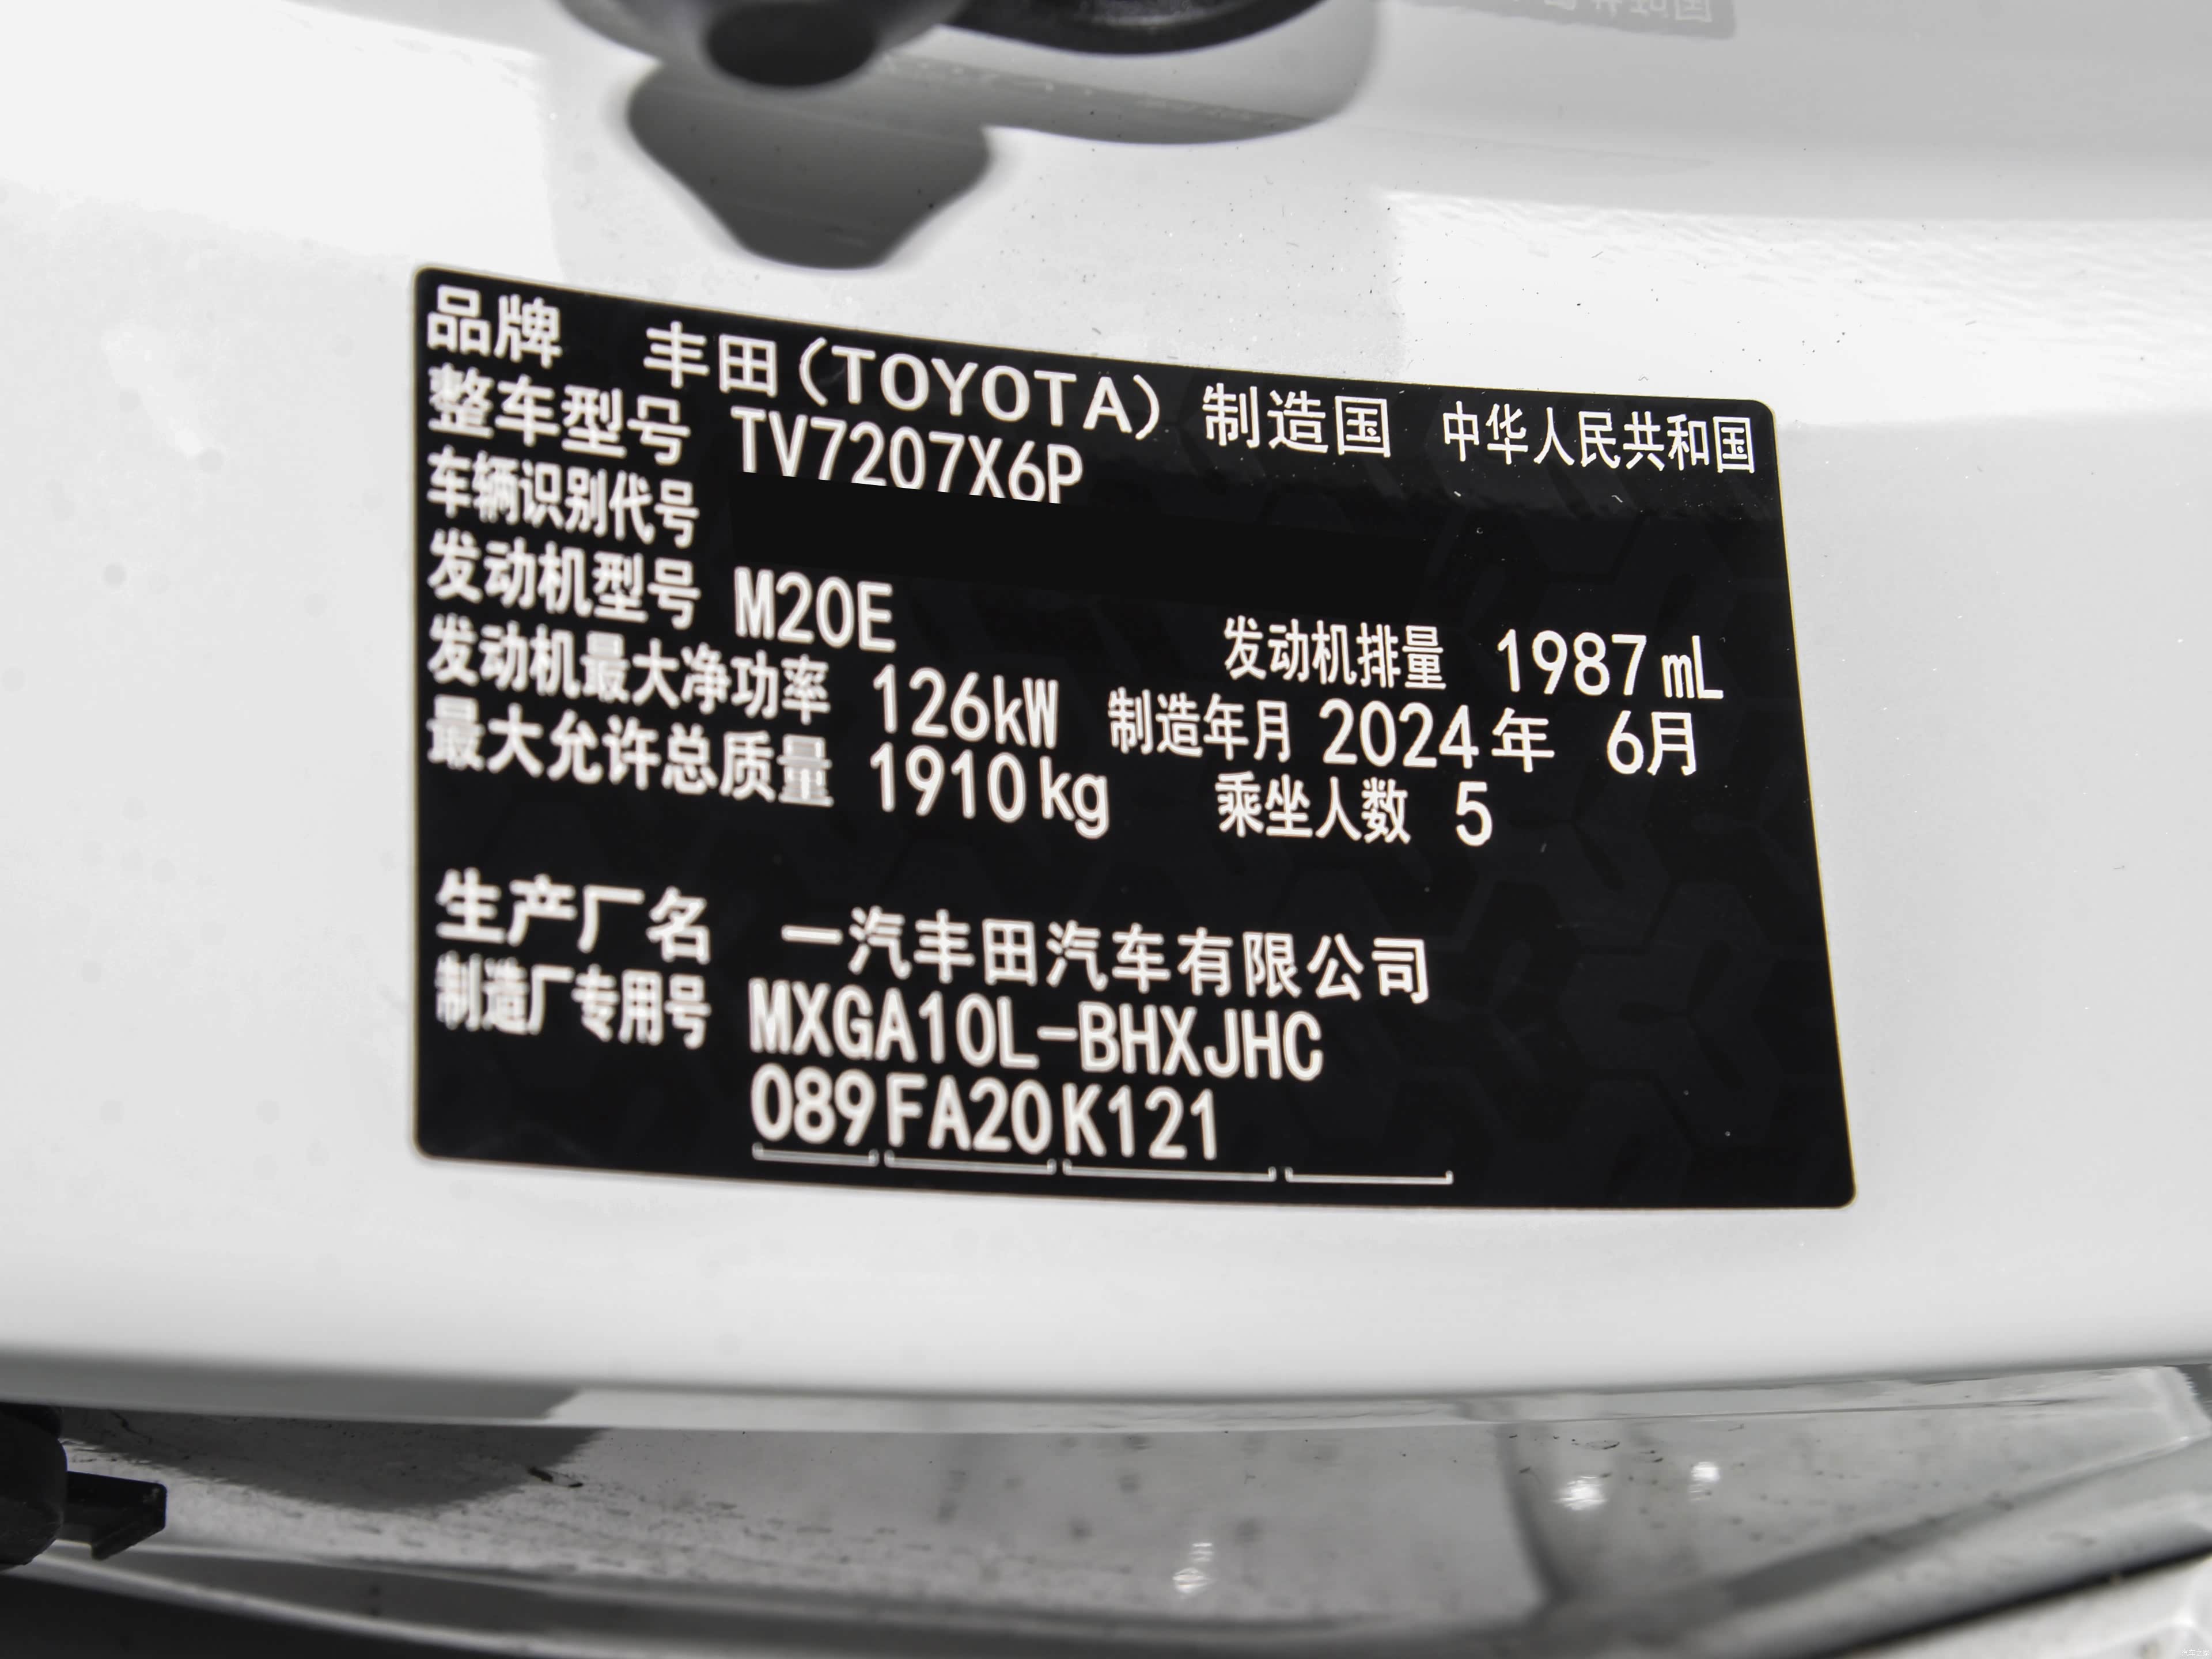 品牌 丰田(TOYOTA) 制造国 中华人民共和国
整车型号 TV7207X6P
车辆识别代号
发动机型号 M20E 发动机排量 1987mL
发动机最大净功率 126kW 制造年月 2024年 6月
最大允许总质量 1910kg 乘坐人数 5
生产厂名 一汽丰田汽车有限公司
制造厂专用号 MXGA10L-BHXJHC
089FA20K121